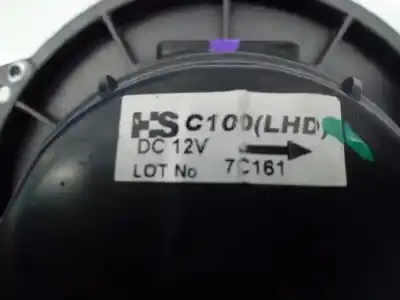 HS C100(LHD)
DC 12V
LOT No 7C161